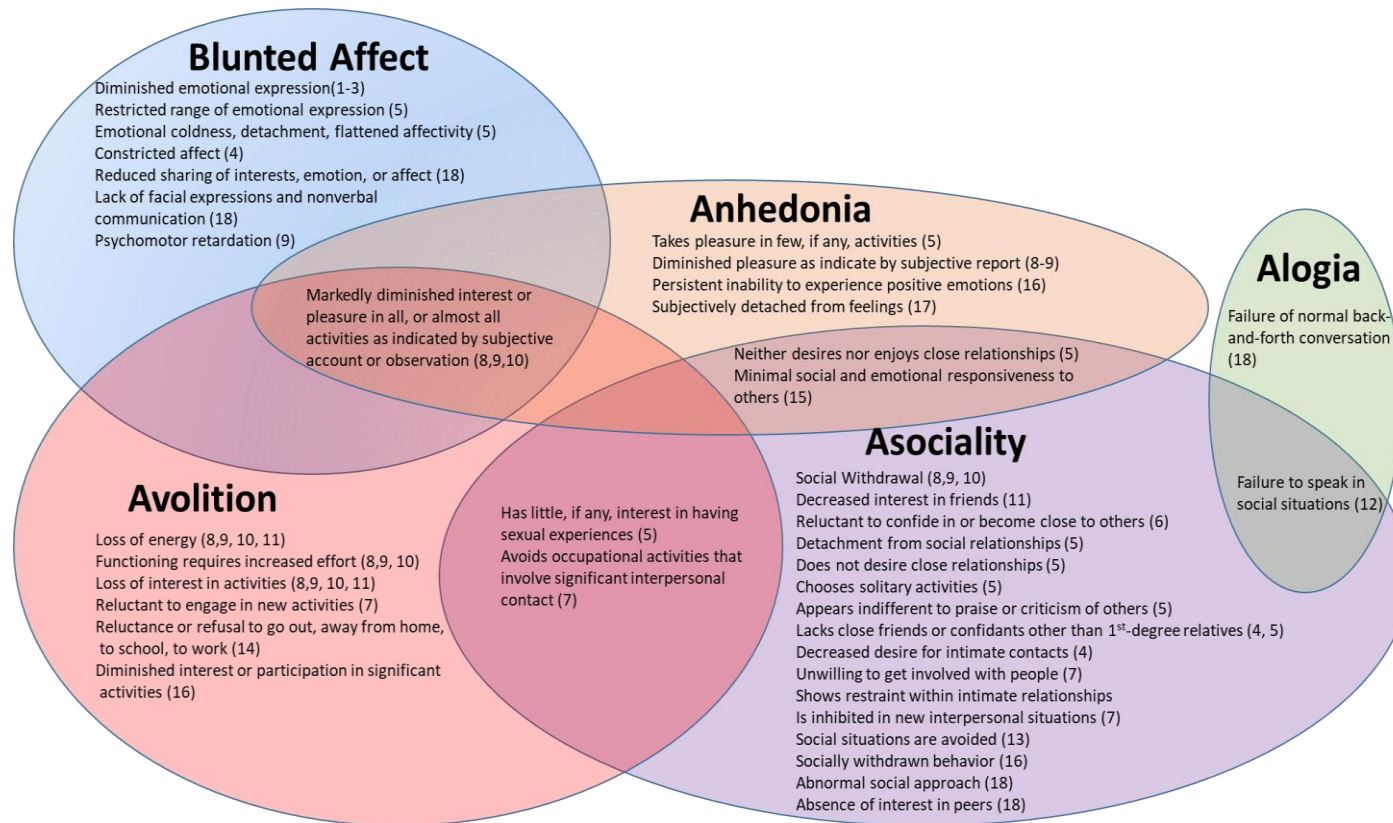 Blunted Affect
Diminished emotional expression(1-3)
Restricted range of emotional expression (5)
Emotional coldness, detachment, flattened affectivity (5)
Constricted affect (4)
Reduced sharing of interests, emotion, or affect (18)
Lack of facial expressions and nonverbal
communication (18)
Psychomotor retardation (9)
Anhedonia
Takes pleasure in few, if any, activities (5)
Diminished pleasure as indicate by subjective report (8-9)
Persistent inability to experience positive emotions (16)
Subjectively detached from feelings (17)
Alogia
Failure of normal back-
and-forth conversation
(18)
Markedly diminished interest or
pleasure in all, or almost all
activities as indicated by subjective
account or observation (8,9,10)
Neither desires nor enjoys close relationships (5)
Minimal social and emotional responsiveness to
others (15)
Avolition
Loss of energy (8,9, 10, 11)
Functioning requires increased effort (8,9, 10)
Loss of interest in activities (8,9, 10, 11)
Reluctant to engage in new activities (7)
Reluctance or refusal to go out, away from home,
to school, to work (14)
Diminished interest or participation in significant
activities (16)
Has little, if any, interest in having
sexual experiences (5)
Avoids occupational activities that
involve significant interpersonal
contact (7)
Asociality
Social Withdrawal (8,9, 10)
Decreased interest in friends (11)
Reluctant to confide in or become close to others (6)
Detachment from social relationships (5)
Does not desire close relationships (5)
Chooses solitary activities (5)
Appears indifferent to praise or criticism of others (5)
Lacks close friends or confidants other than 1st-degree relatives (4, 5)
Decreased desire for intimate contacts (4)
Unwilling to get involved with people (7)
Shows restraint within intimate relationships
Is inhibited in new interpersonal situations (7)
Social situations are avoided (13)
Socially withdrawn behavior (16)
Abnormal social approach (18)
Absence of interest in peers (18)
Failure to speak in
social situations (12)